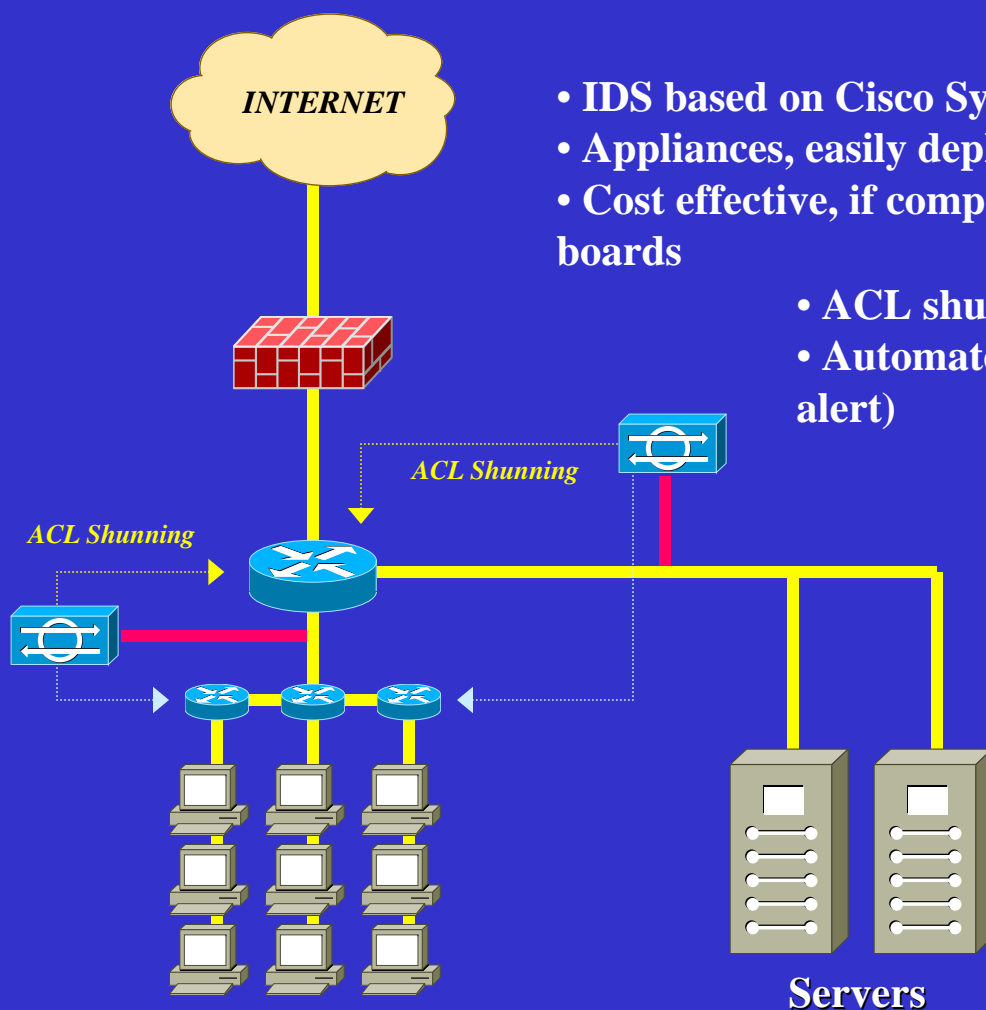 INTERNET
• IDS based on Cisco Sy
• Appliances, easily depl
• Cost effective, if comp
boards
• ACL shu
• Automate
alert)
ACL Shunning
ACL Shunning
Servers